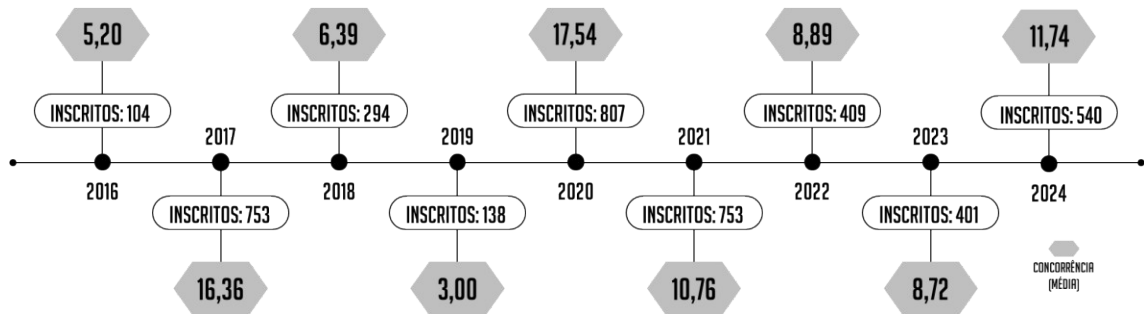 5,20
6,39
17,54
8,89
11,74
INSCRITOS: 104
INSCRITOS: 294
INSCRITOS: 807
INSCRITOS: 409
INSCRITOS: 540
2017
2019
2021
2023
2016
2018
2020
2022
2024
INSCRITOS: 753
INSCRITOS: 138
INSCRITOS: 753
INSCRITOS: 401
16,36
3,00
10,76
8,72
CONCORRÊNCIA
(MÉDIA)